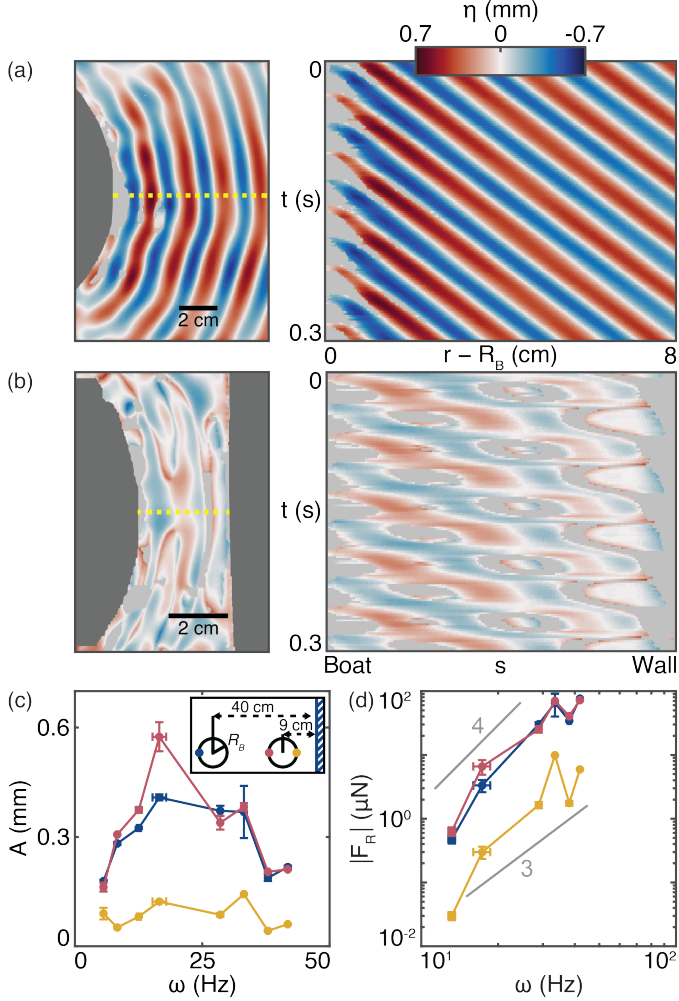 η (mm)
0.7 0 -0.7
(a)
0
t (s)
2 cm
0.3
0 r − R_B (cm) 8
(b)
0
t (s)
2 cm
0.3
Boat s Wall
(c)
A (mm)
0.6
0.3
0
40 cm
9 cm
R_B
0 25 50
ω (Hz)
(d)
|F_R| (μN)
10^2
10^0
10^-2
4
3
10^1 10^2
ω (Hz)